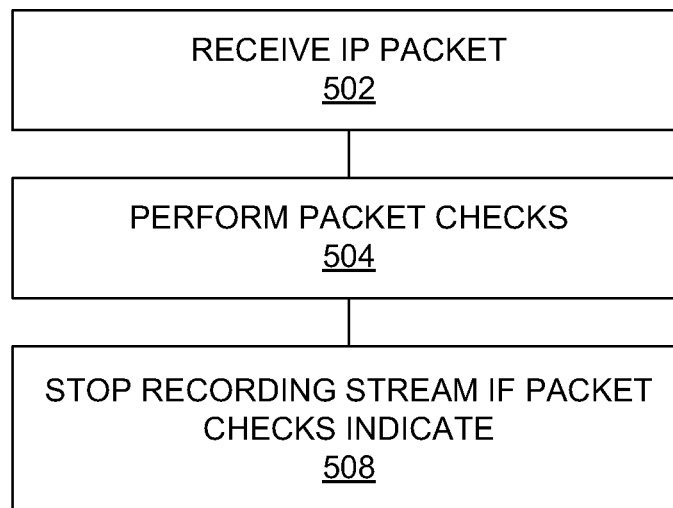 RECEIVE IP PACKET
502
PERFORM PACKET CHECKS
504
STOP RECORDING STREAM IF PACKET
CHECKS INDICATE
508